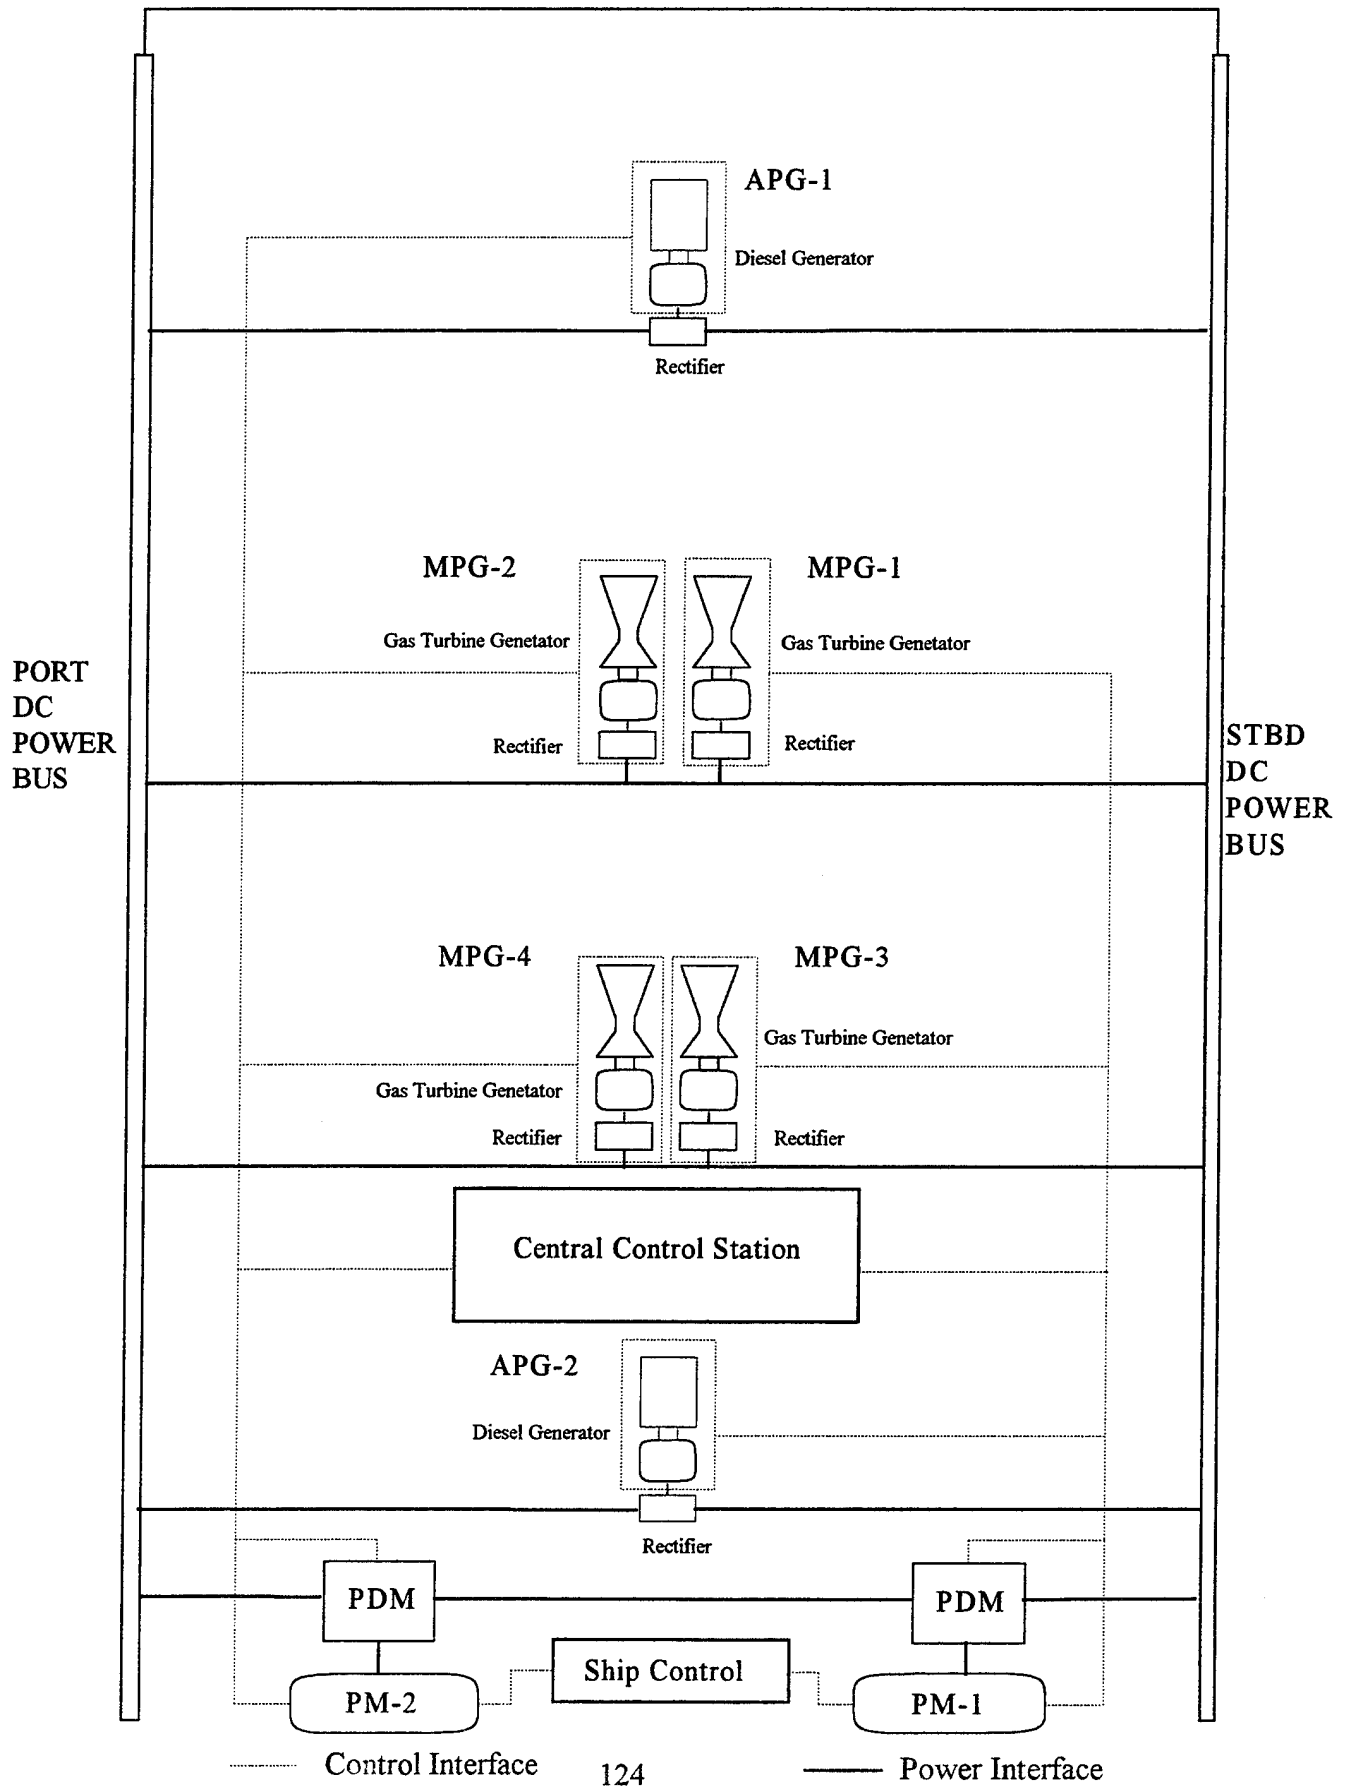 APG-1
Diesel Generator
Rectifier
MPG-2
MPG-1
Gas Turbine Genetator
Gas Turbine Genetator
PORT
DC
POWER
BUS
Rectifier
Rectifier
STBD
DC
POWER
BUS
MPG-4
MPG-3
Gas Turbine Genetator
Gas Turbine Genetator
Rectifier
Rectifier
Central Control Station
APG-2
Diesel Generator
Rectifier
PDM
PDM
Ship Control
PM-2
PM-1
Control Interface
124
Power Interface